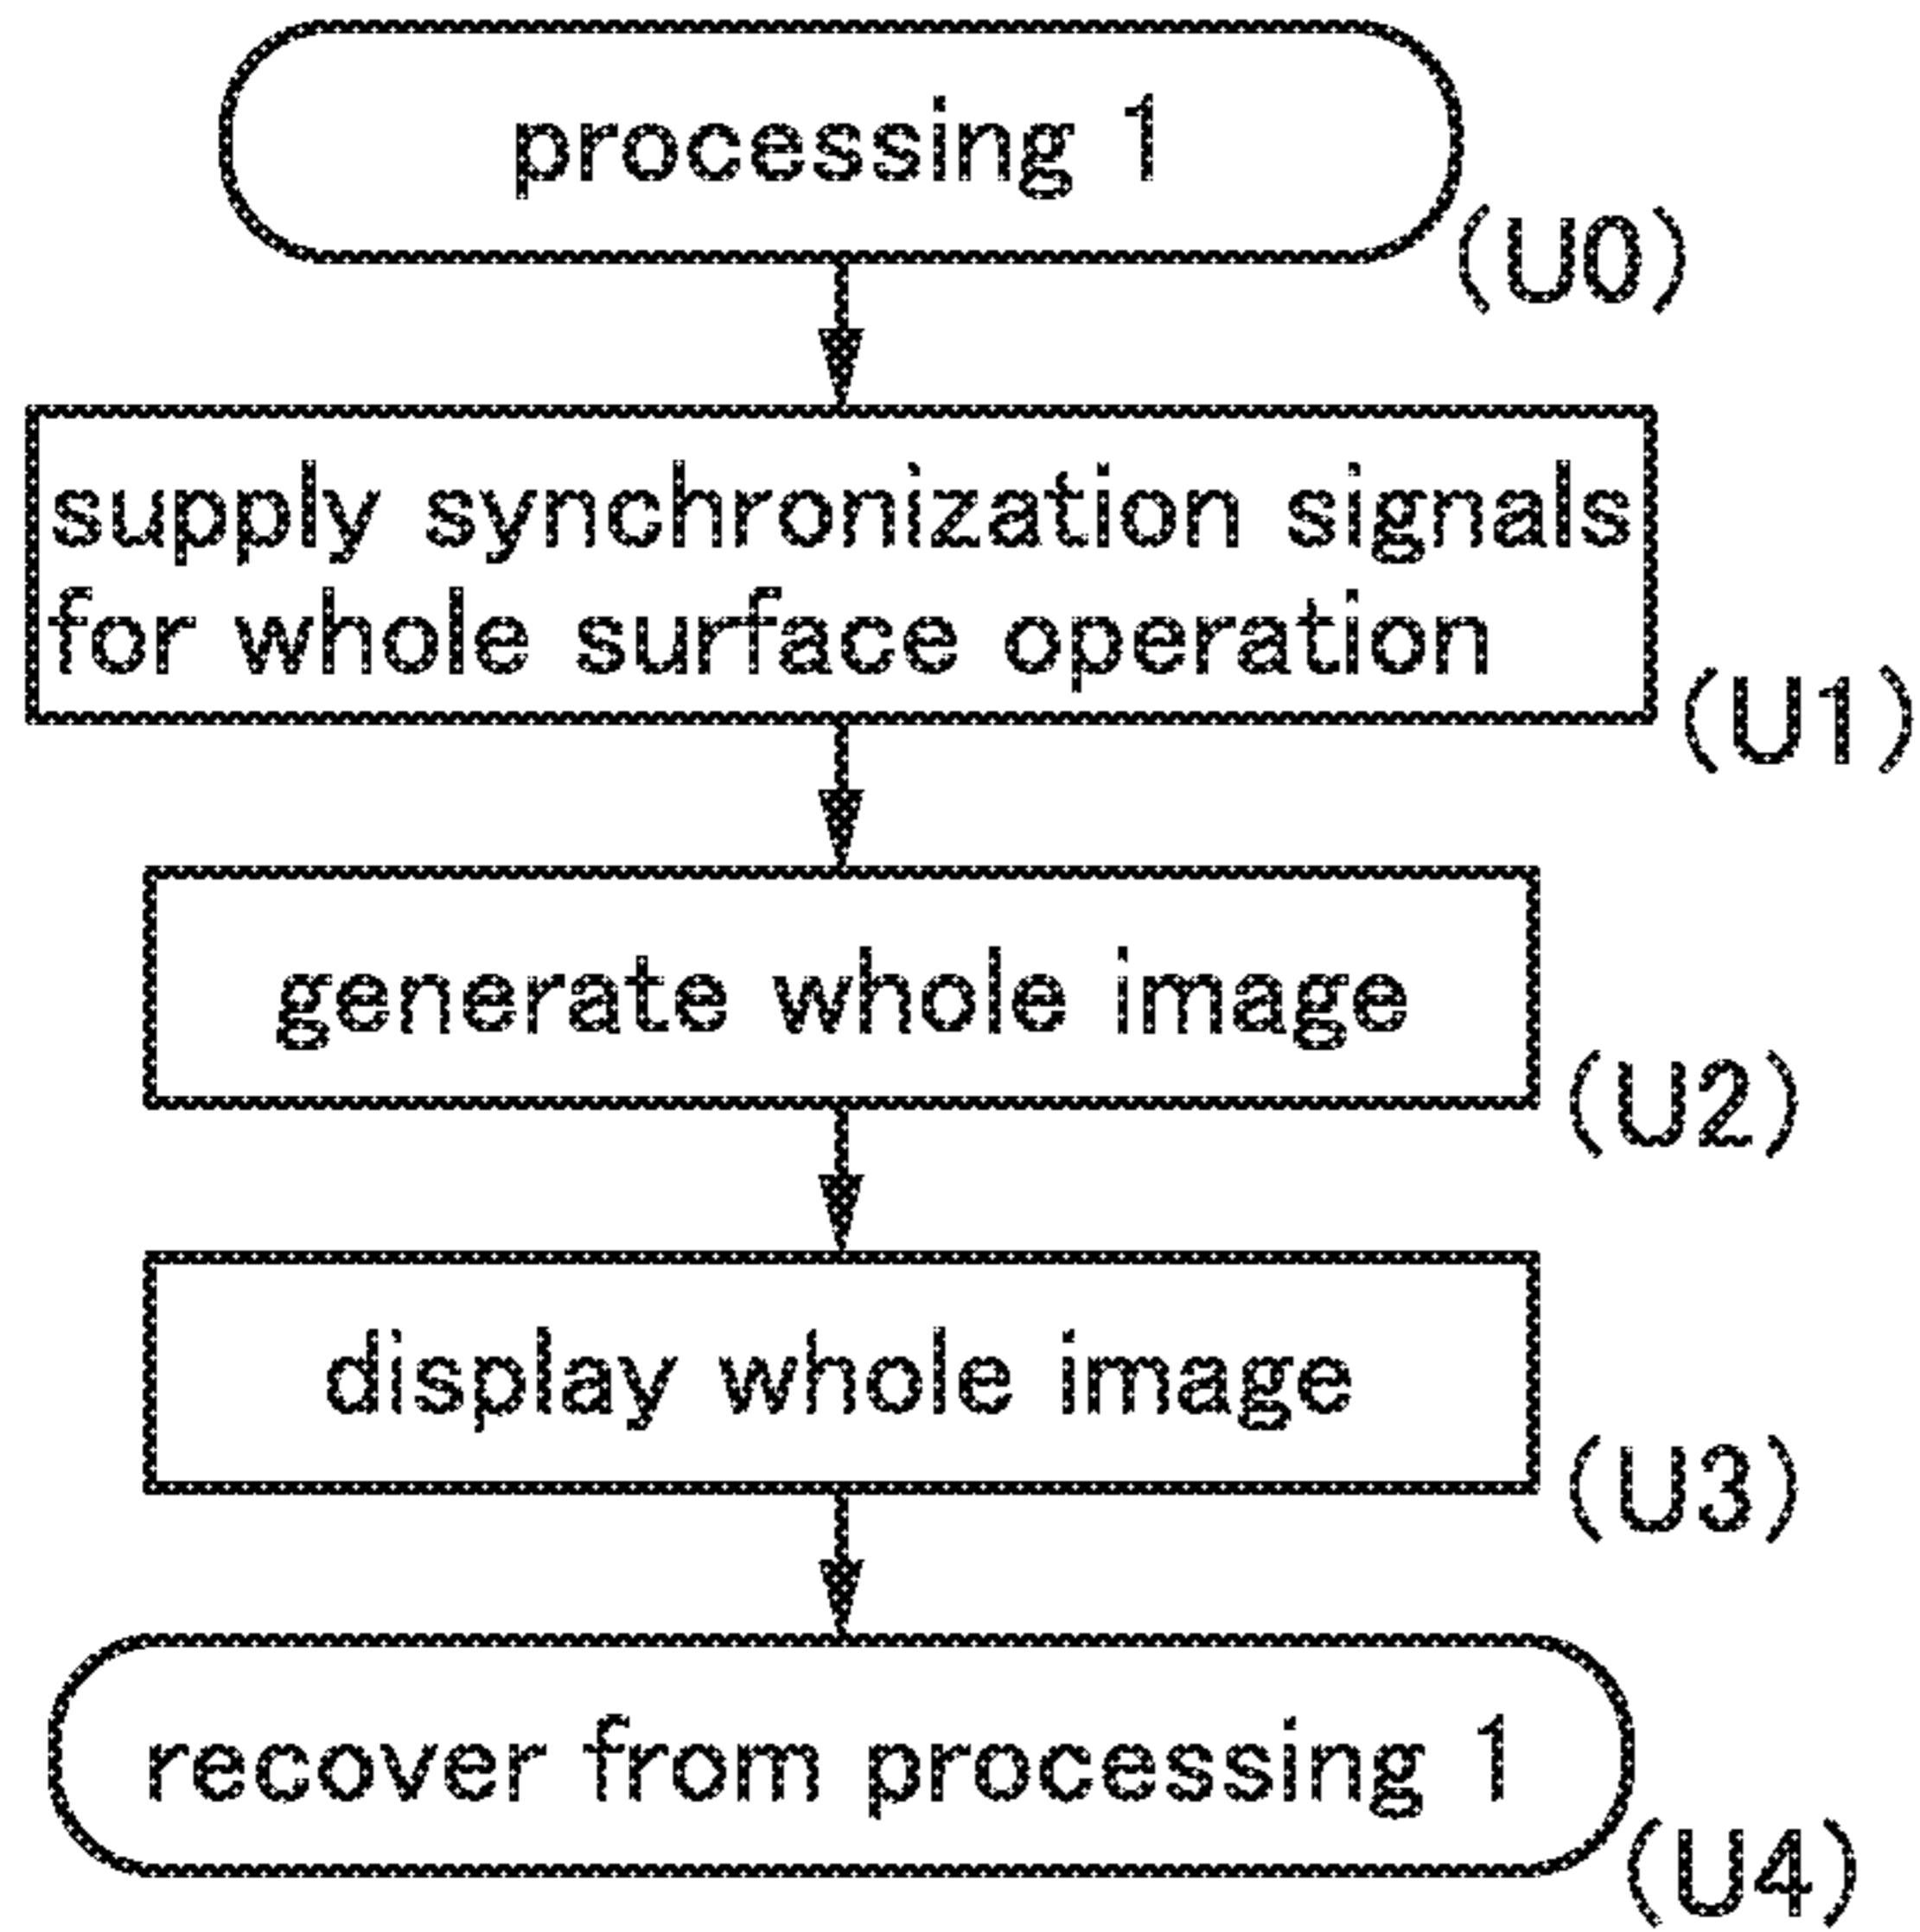 processing 1
(U0)
supply synchronization signals
for whole surface operation
(U1)
generate whole image
(U2)
display whole image
(U3)
recover from processing 1
(U4)